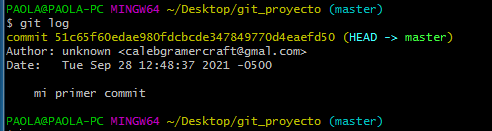 PAOLA@PAOLA-PC MINGW64 ~/Desktop/git_proyecto (master)
$ git log
commit 51c65f60edae980fdcbcde347849770d4eaefd50 (HEAD -> master)
Author: unknown <calebgramercraft@gmal.com>
Date:   Tue Sep 28 12:48:37 2021 -0500

    mi primer commit

PAOLA@PAOLA-PC MINGW64 ~/Desktop/git_proyecto (master)